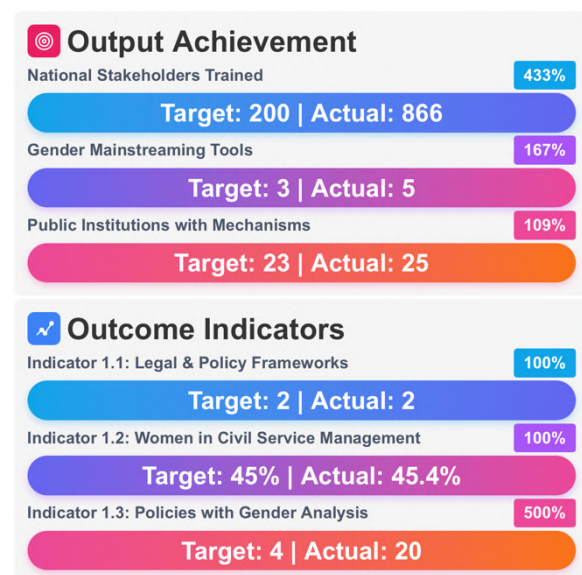 Output Achievement
National Stakeholders Trained 433%
Target: 200 | Actual: 866
Gender Mainstreaming Tools 167%
Target: 3 | Actual: 5
Public Institutions with Mechanisms 109%
Target: 23 | Actual: 25
Outcome Indicators
Indicator 1.1: Legal & Policy Frameworks 100%
Target: 2 | Actual: 2
Indicator 1.2: Women in Civil Service Management 100%
Target: 45% | Actual: 45.4%
Indicator 1.3: Policies with Gender Analysis 500%
Target: 4 | Actual: 20